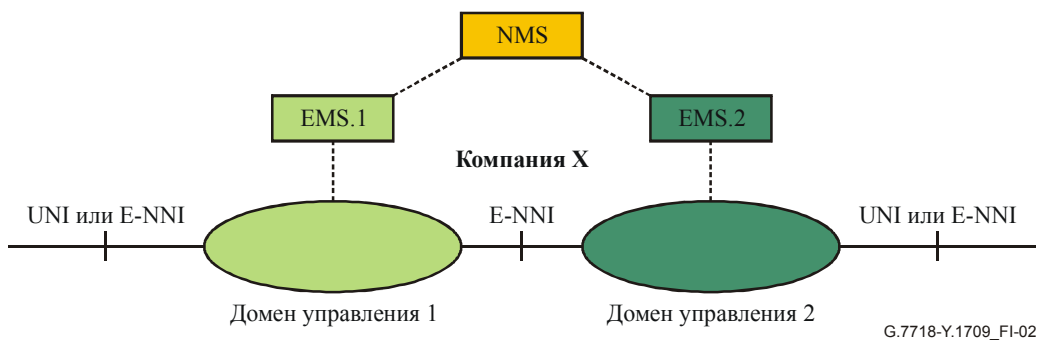 NMS
EMS.1
EMS.2
Компания X
UNI или E-NNI
E-NNI
UNI или E-NNI
Домен управления 1
Домен управления 2
G.7718-Y.1709_FI-02